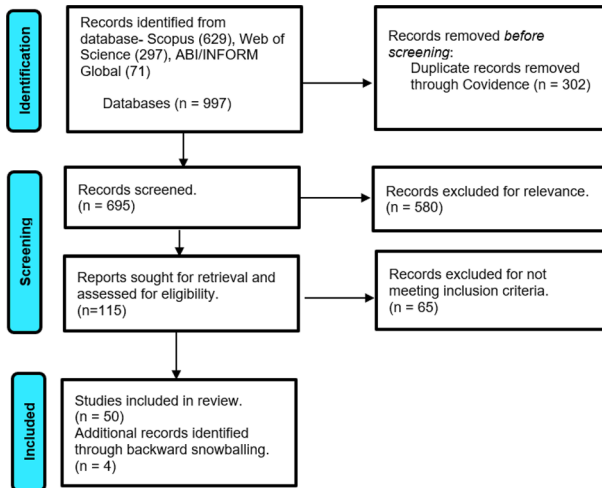 Identification
Records identified from
database- Scopus (629), Web of
Science (297), ABI/INFORM
Global (71)
Databases (n = 997)
Records removed before
screening:
Duplicate records removed
through Covidence (n = 302)
Screening
Records screened.
(n = 695)
Records excluded for relevance.
(n = 580)
Reports sought for retrieval and
assessed for eligibility.
(n=115)
Records excluded for not
meeting inclusion criteria.
(n = 65)
Included
Studies included in review.
(n = 50)
Additional records identified
through backward snowballing.
(n = 4)